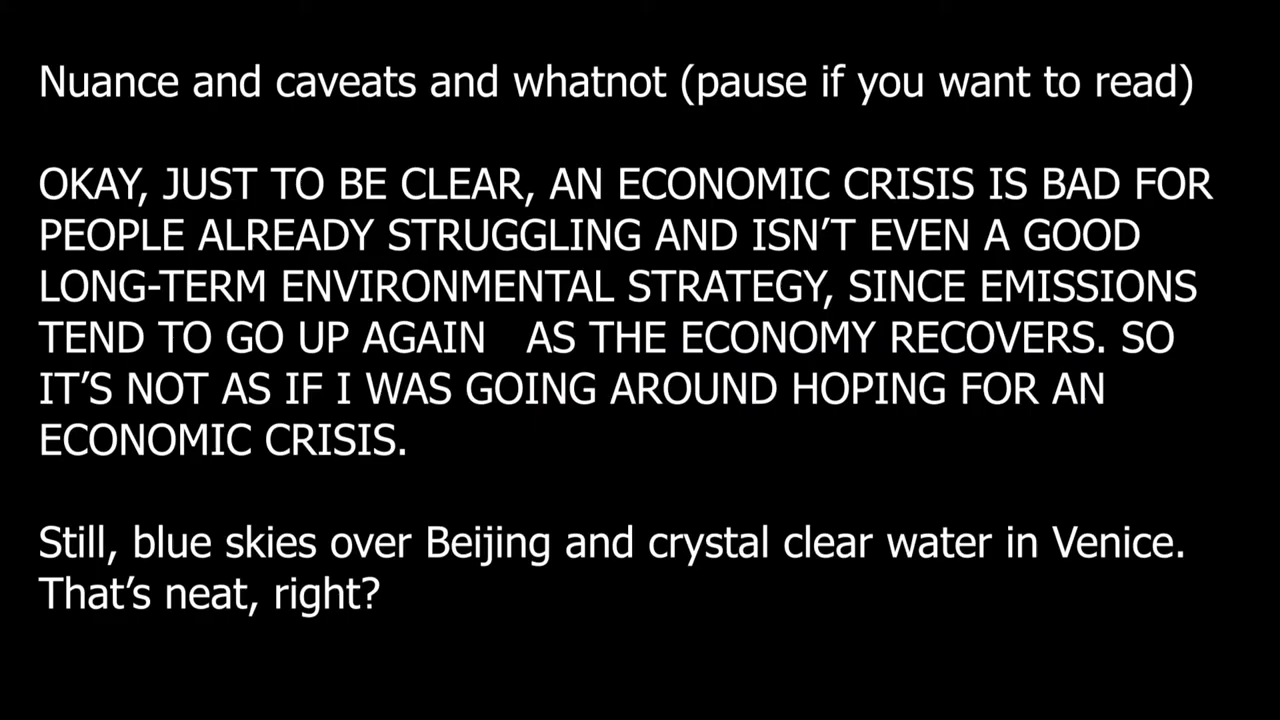 Nuance and caveats and whatnot (pause if you want to read)
OKAY, JUST TO BE CLEAR, AN ECONOMIC CRISIS IS BAD FOR
PEOPLE ALREADY STRUGGLING AND ISN’T EVEN A GOOD
LONG-TERM ENVIRONMENTAL STRATEGY, SINCE EMISSIONS
TEND TO GO UP AGAIN   AS THE ECONOMY RECOVERS. SO
IT’S NOT AS IF I WAS GOING AROUND HOPING FOR AN
ECONOMIC CRISIS.
Still, blue skies over Beijing and crystal clear water in Venice.
That’s neat, right?